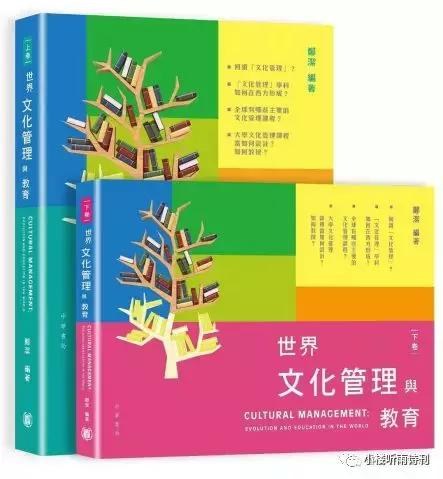 上卷
世界
文化管理
與
教育
CULTURAL MANAGEMENT:
EVOLUTION AND EDUCATION IN THE WORLD
鄭潔 編著
中華書局
鄭潔 編著
何謂「文化管理」?
「文化管理」學科
如何在西方形成?
全球有哪些主要的
文化管理課程?
大學文化管理課程
當如何設計?
如何教授?
下卷
世界
文化管理
與
教育
CULTURAL MANAGEMENT:
EVOLUTION AND EDUCATION IN THE WORLD
鄭潔 編著
中華書局
鄭潔 編著
何謂「文化管理」?
「文化管理」學科
如何在西方形成?
全球有哪些主要的
文化管理課程?
大學文化管理
課程當如何設計?
如何教授?
下卷
世界
文化管理與
教育
CULTURAL MANAGEMENT:
EVOLUTION AND EDUCATION IN THE WORLD
小楼听雨诗刊